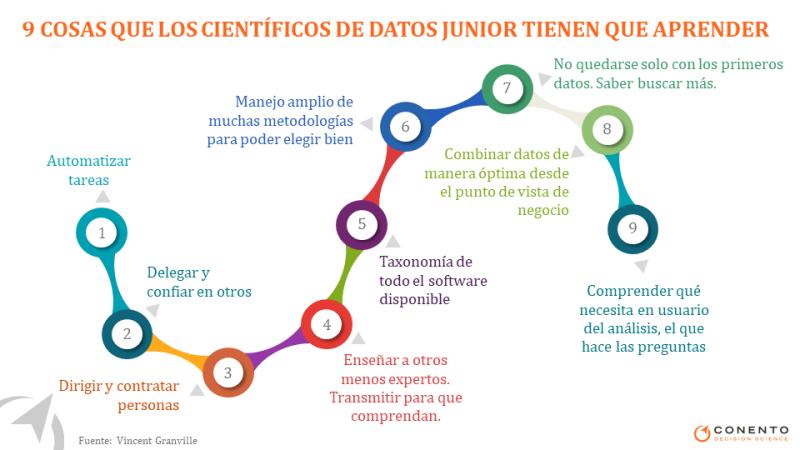 9 COSAS QUE LOS CIENTÍFICOS DE DATOS JUNIOR TIENEN QUE APRENDER
1
Automatizar
tareas
2
Delegar y
confiar en otros
3
Dirigir y contratar
personas
4
Enseñar a otros
menos expertos.
Transmitir para que
comprendan.
5
Taxonomía de
todo el software
disponible
6
Manejo amplio de
muchas metodologías
para poder elegir bien
7
No quedarse solo con los primeros
datos. Saber buscar más.
8
Combinar datos de
manera óptima desde
el punto de vista de
negocio
9
Comprender qué
necesita en usuario
del análisis, el que
hace las preguntas
Fuente: Vincent Granville
CONENTO
DECISION SCIENCE